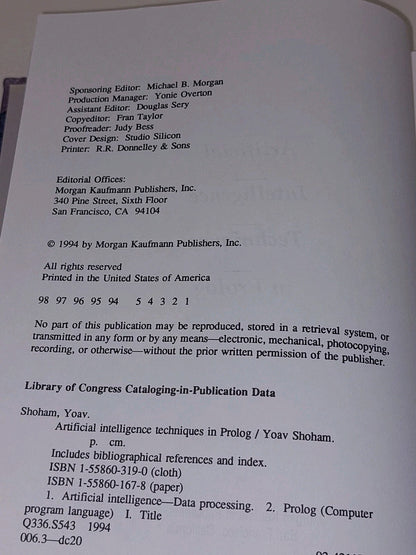 Sponsoring Editor: Michael B. Morgan
Production Manager: Yonie Overton
Assistant Editor: Douglas Sery
Copyeditor: Fran Taylor
Proofreader: Judy Bess
Cover Design: Studio Silicon
Printer: R.R. Donnelley & Sons
Editorial Offices:
Morgan Kaufmann Publishers, Inc.
340 Pine Street, Sixth Floor
San Francisco, CA 94104
© 1994 by Morgan Kaufmann Publishers, Inc.
All rights reserved
Printed in the United States of America
98 97 96 95 94 5 4 3 2 1
No part of this publication may be reproduced, stored in a retrieval system, or
transmitted in any form or by any means—electronic, mechanical, photocopying,
recording, or otherwise—without the prior written permission of the publisher.
Library of Congress Cataloging-in-Publication Data
Shoham, Yoav.
Artificial intelligence techniques in Prolog / Yoav Shoham.
p. cm.
Includes bibliographical references and index.
ISBN 1-55860-319-0 (cloth)
ISBN 1-55860-167-8 (paper)
1. Artificial intelligence—Data processing. 2. Prolog (Computer
program language) I. Title
Q336.S543 1994
006.3—dc20